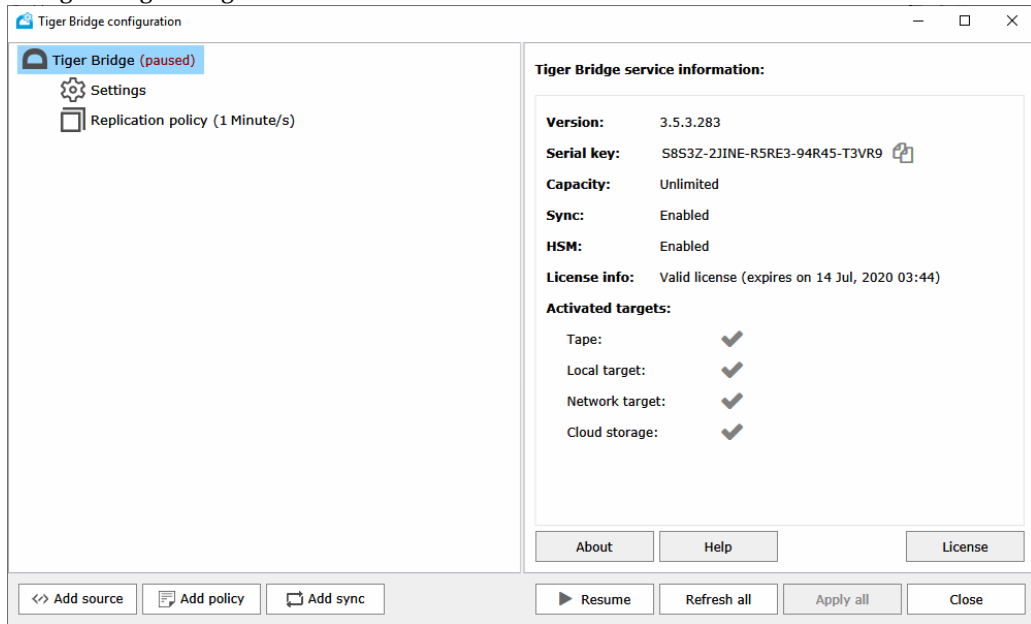 Tiger Bridge configuration
Tiger Bridge (paused)
Settings
Replication policy (1 Minute/s)
Tiger Bridge service information:
Version: 3.5.3.283
Serial key: S8S3Z-2JINE-R5RE3-94R45-T3VR9
Capacity: Unlimited
Sync: Enabled
HSM: Enabled
License info: Valid license (expires on 14 Jul, 2020 03:44)
Activated targets:
Tape:
Local target:
Network target:
Cloud storage:
About Help License
Add source Add policy Add sync Resume Refresh all Apply all Close